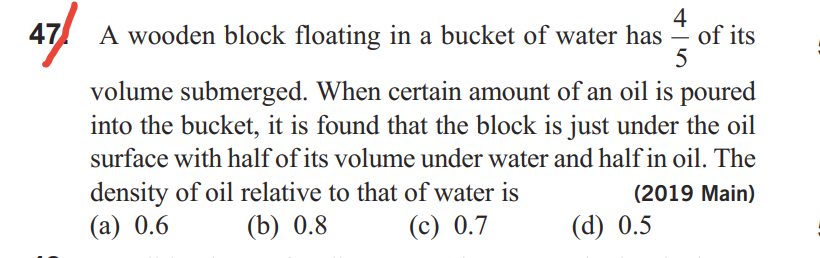 47. A wooden block floating in a bucket of water has 4/5 of its
volume submerged. When certain amount of an oil is poured
into the bucket, it is found that the block is just under the oil
surface with half of its volume under water and half in oil. The
density of oil relative to that of water is (2019 Main)
(a) 0.6 (b) 0.8 (c) 0.7 (d) 0.5